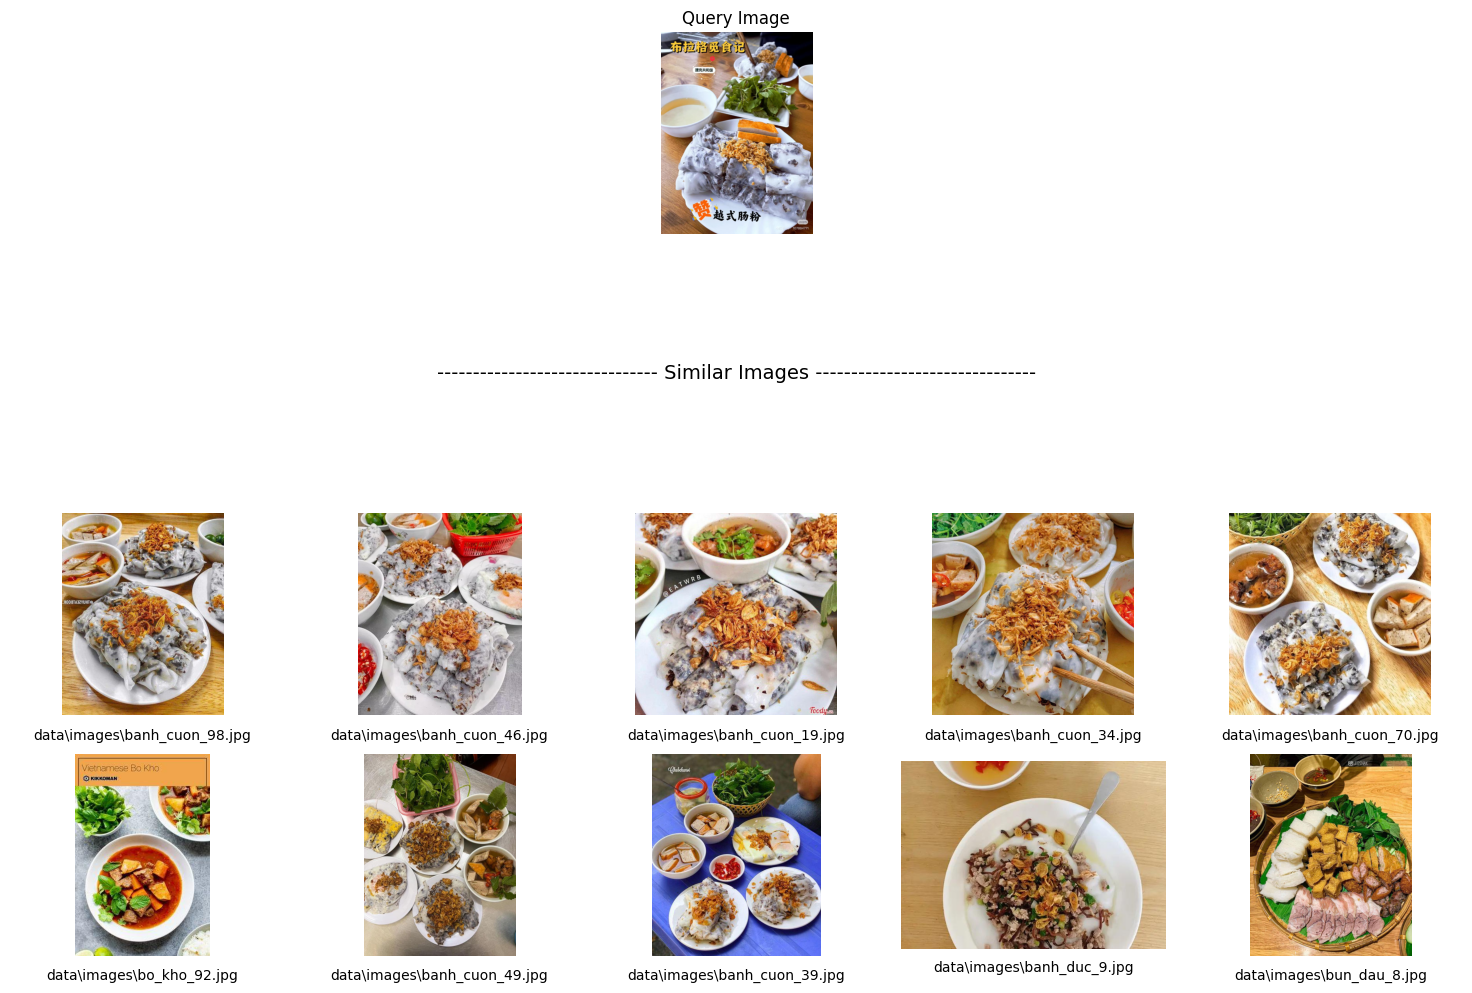 Query Image
布拉格觅食记
赞
越式肠粉
-------------------------------- Similar Images --------------------------------
BEATWRB
Foody
data\images\banh_cuon_98.jpg
data\images\banh_cuon_46.jpg
data\images\banh_cuon_19.jpg
data\images\banh_cuon_34.jpg
data\images\banh_cuon_70.jpg
Vietnamese Bo Kho
KIKKOMAN
data\images\bo_kho_92.jpg
data\images\banh_cuon_49.jpg
data\images\banh_cuon_39.jpg
data\images\banh_duc_9.jpg
data\images\bun_dau_8.jpg